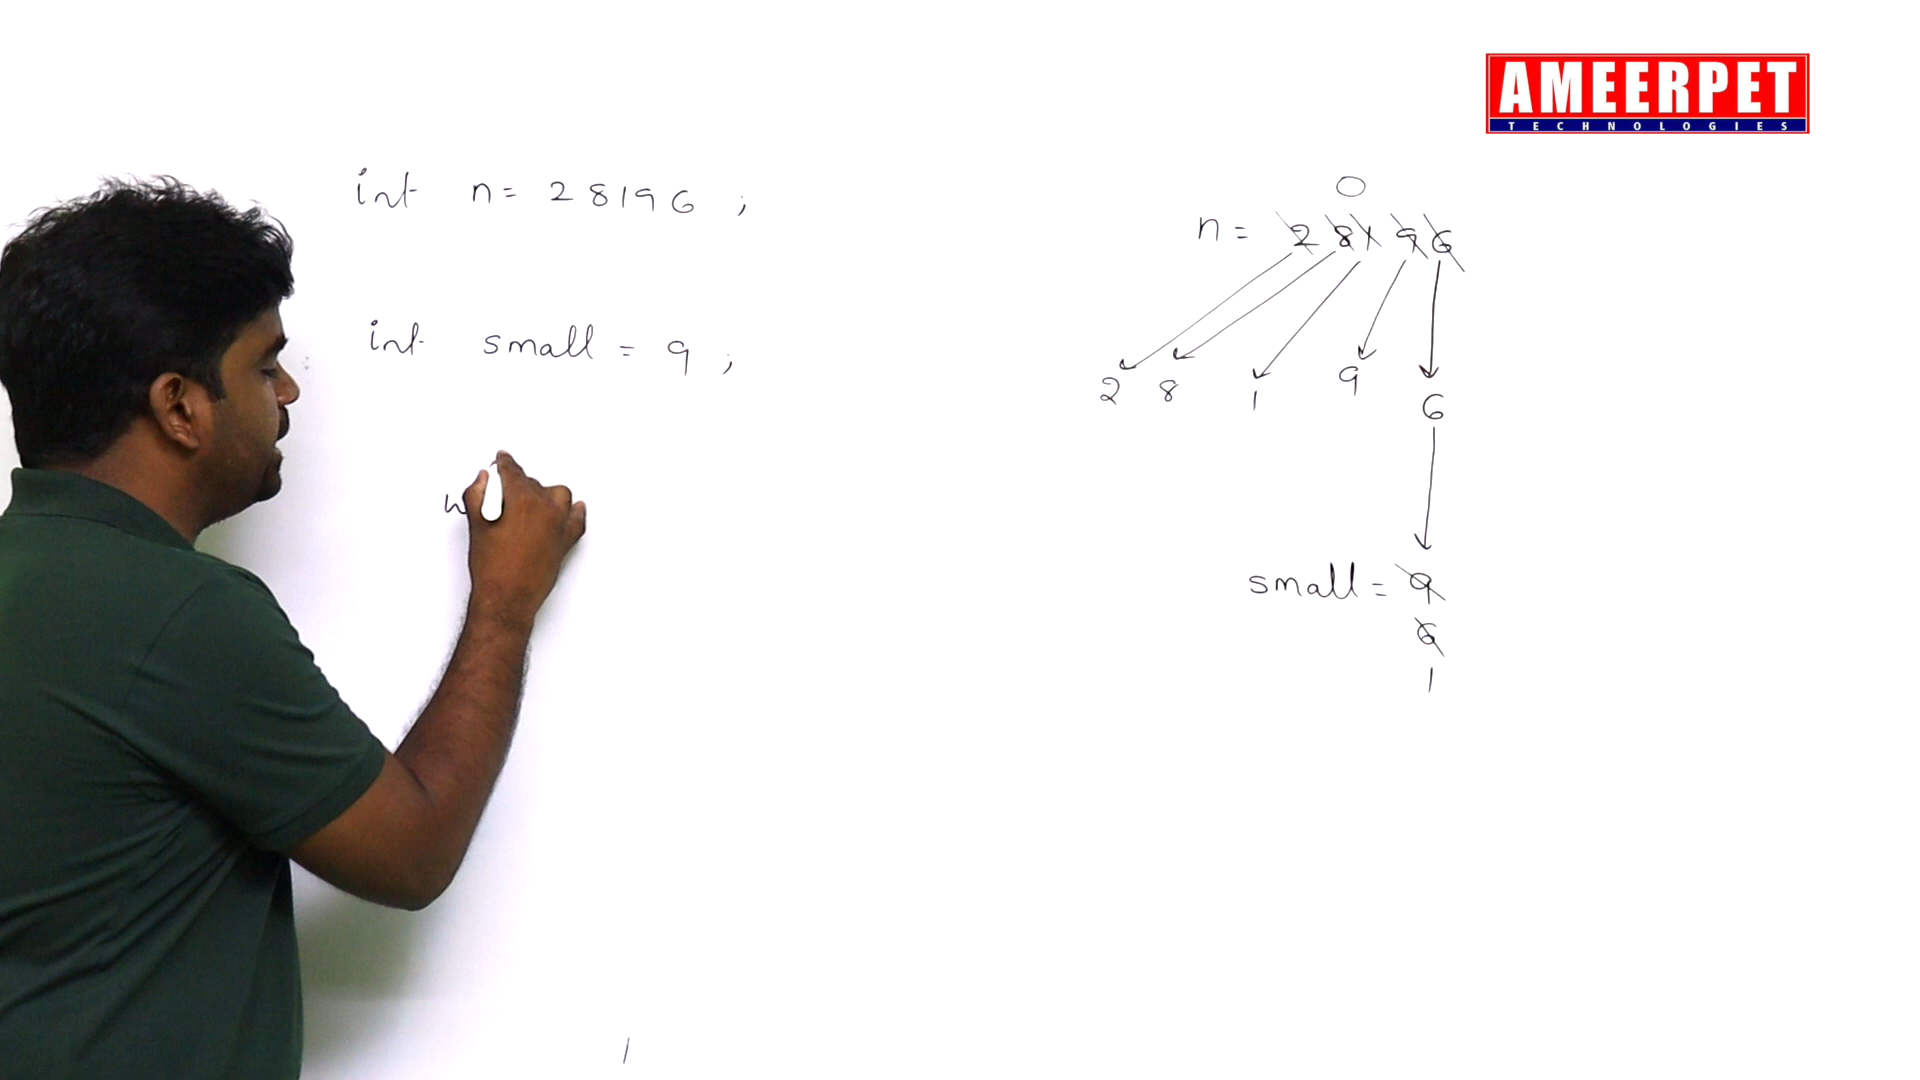 AMEERPET
TECHNOLOGIES
int n = 28196 ;
int small = 9 ;
w
0
n = 28196
2 8 1 9 6
small = 9
6
1